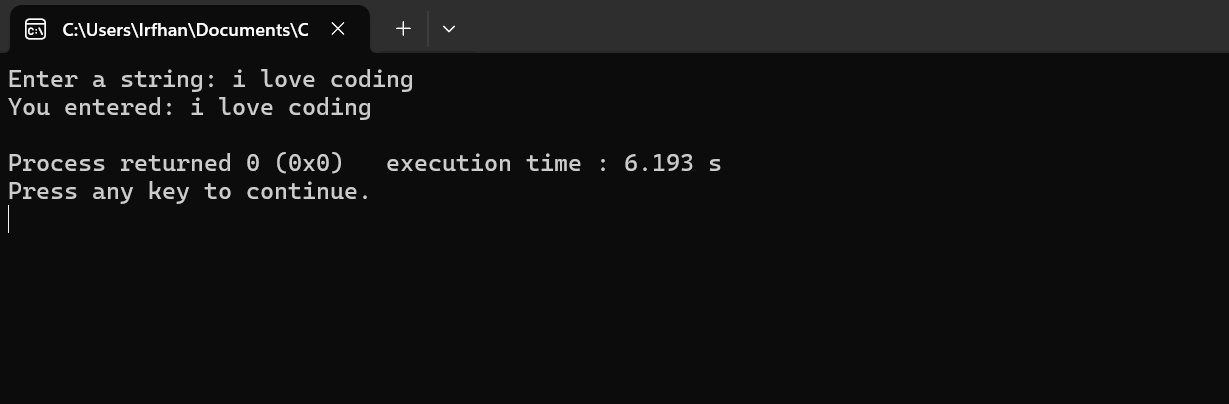 C:\Users\Irfhan\Documents\C
Enter a string: i love coding
You entered: i love coding
Process returned 0 (0x0)   execution time : 6.193 s
Press any key to continue.